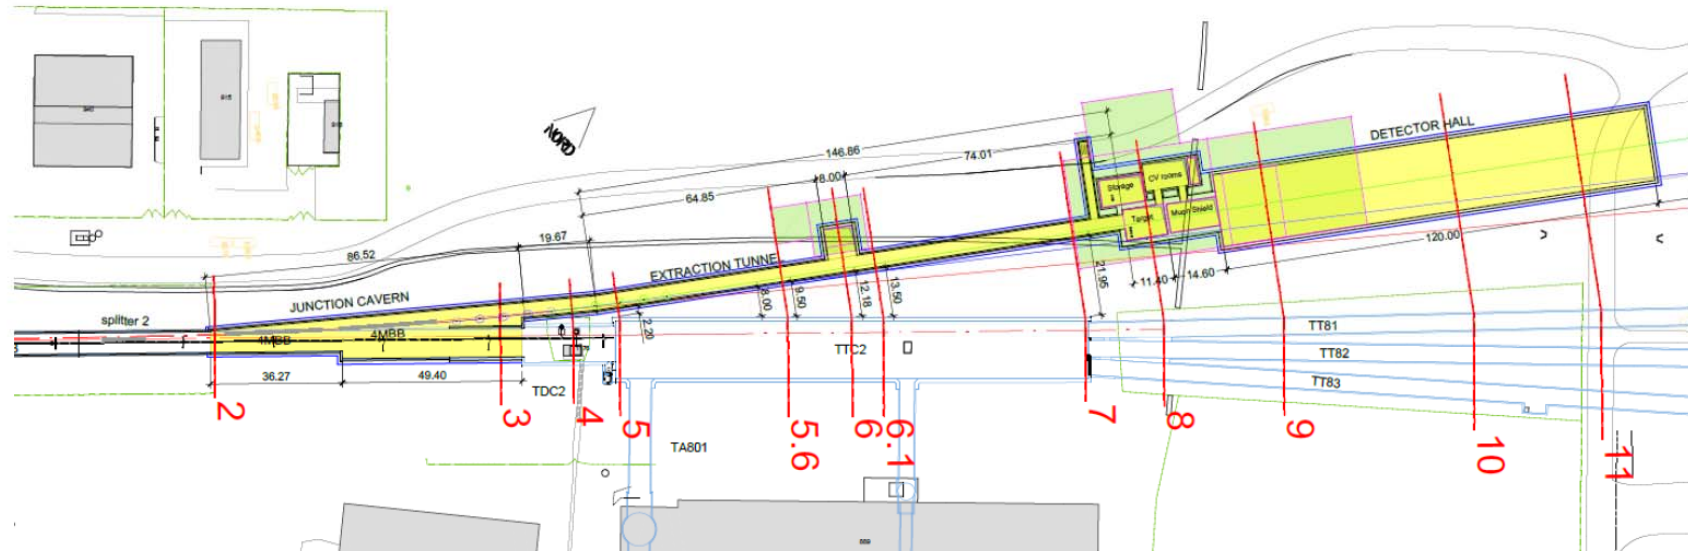 NORD
146.86
74.01
8.00
64.85
19.67
86.52
DETECTOR HALL
Storage
CV rooms
Target
Muon Shield
120.00
11.40
14.60
21.95
EXTRACTION TUNNE
JUNCTION CAVERN
8.00
9.50
12.18
13.50
2.20
splitter 2
4MBB
4MBB
36.27
49.40
TDC2
TTC2
TT81
TT82
TT83
TA801
2
3
4
5
5.6
6
6.1
7
8
9
10
11
889